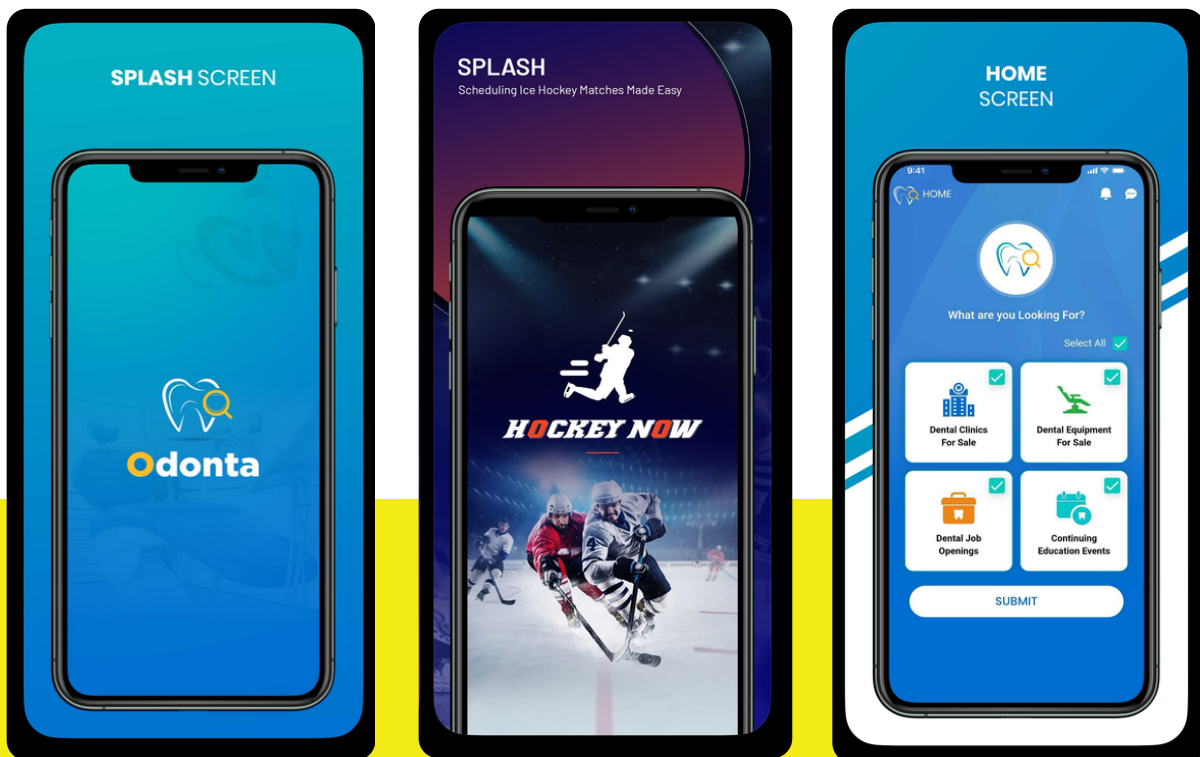 SPLASH SCREEN
Odonta
SPLASH
Scheduling Ice Hockey Matches Made Easy
HOCKEY NOW
HOME
SCREEN
9:41
HOME
What are you Looking For?
Select All
Dental Clinics
For Sale
Dental Equipment
For Sale
Dental Job
Openings
Continuing
Education Events
SUBMIT